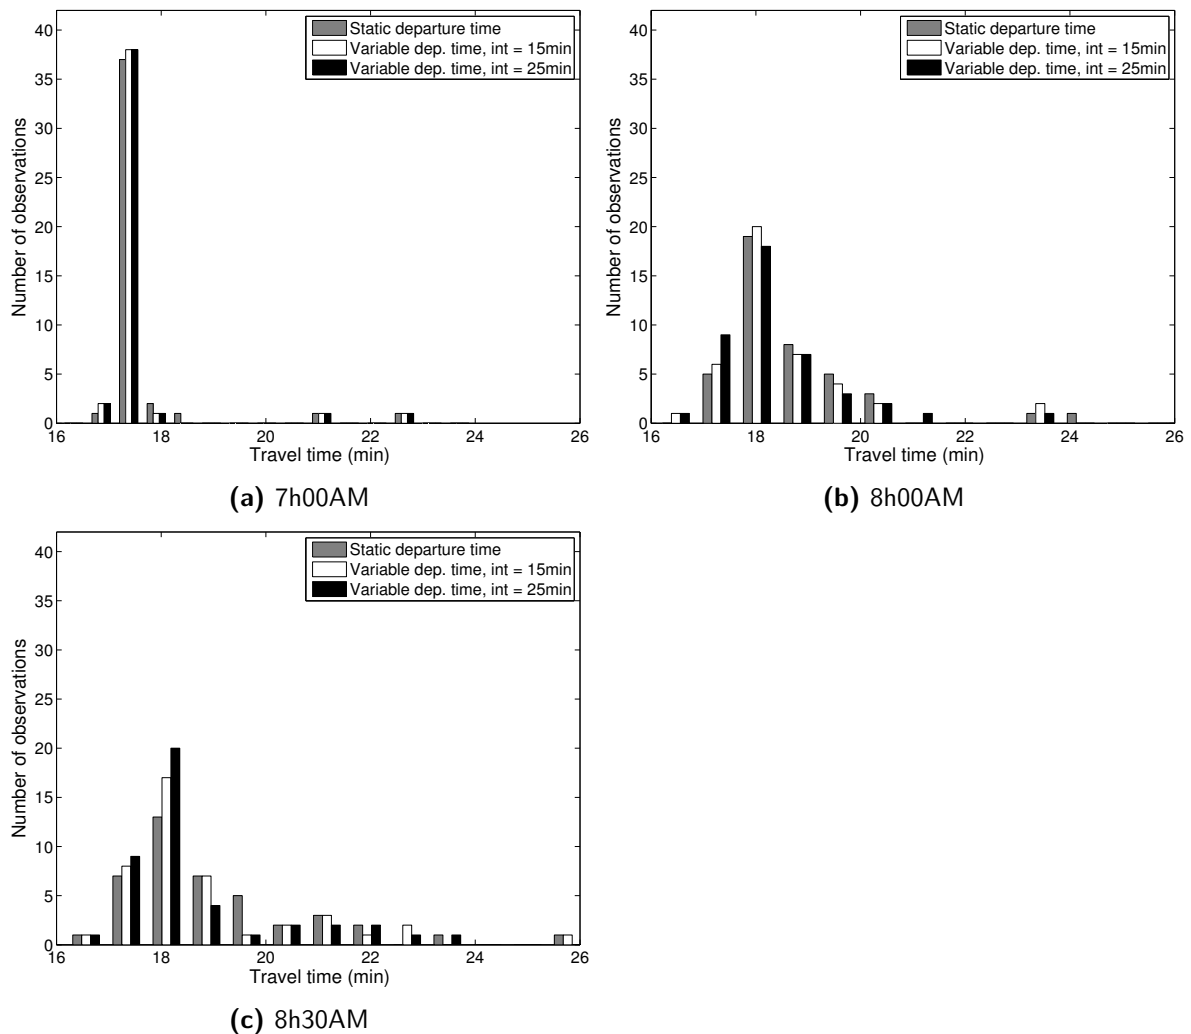 40
35
30
25
20
15
10
5
0
Number of observations
16 18 20 22 24 26
Travel time (min)
Static departure time
Variable dep. time, int = 15min
Variable dep. time, int = 25min
(a) 7h00AM
40
35
30
25
20
15
10
5
0
Number of observations
16 18 20 22 24 26
Travel time (min)
Static departure time
Variable dep. time, int = 15min
Variable dep. time, int = 25min
(b) 8h00AM
40
35
30
25
20
15
10
5
0
Number of observations
16 18 20 22 24 26
Travel time (min)
Static departure time
Variable dep. time, int = 15min
Variable dep. time, int = 25min
(c) 8h30AM